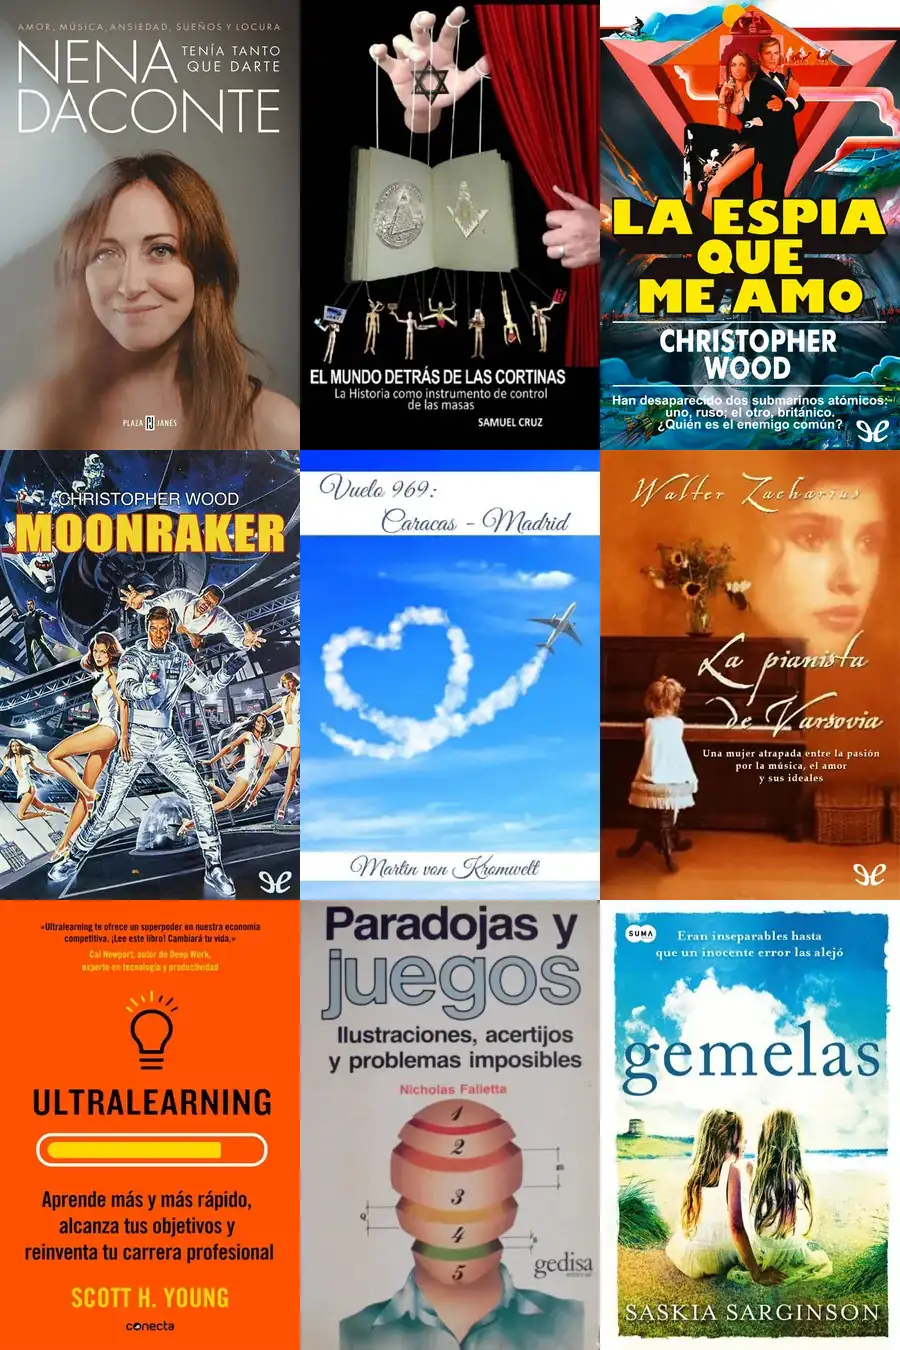 AMOR, MÚSICA, ANSIEDAD, SUEÑOS Y LOCURA
NENA
TENÍA TANTO
QUE DARTE
DACONTE
PLAZA JANÉS
EL MUNDO DETRÁS DE LAS CORTINAS
La Historia como instrumento de control
de las masas
SAMUEL CRUZ
LA ESPIA
QUE
ME AMO
CHRISTOPHER
WOOD
Han desaparecido dos submarinos atómicos:
uno, ruso; el otro, británico.
¿Quién es el enemigo común?
CHRISTOPHER WOOD
MOONRAKER
Vuelo 969:
Caracas - Madrid
Martin von Kromwett
Walter Zacharius
La pianista
de Varsovia
Una mujer atrapada entre la pasión
por la música, el amor
y sus ideales
«Ultralearning te ofrece un superpoder en nuestra economía
competitiva. ¡Lee este libro! Cambiará tu vida.»
Cal Newport, autor de Deep Work,
experto en tecnología y productividad
ULTRALEARNING
Aprende más y más rápido,
alcanza tus objetivos y
reinventa tu carrera profesional
SCOTT H. YOUNG
conecta
Paradojas y
juegos
Ilustraciones, acertijos
y problemas imposibles
Nicholas Falletta
1
2
3
4
5
gedisa
SUMA
Eran inseparables hasta
que un inocente error las alejó
gemelas
SASKIA SARGINSON